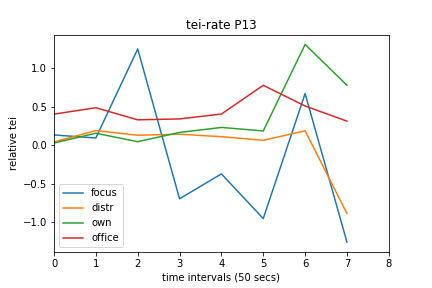 tei-rate P13
relative tei
1.0
0.5
0.0
−0.5
−1.0
focus
distr
own
office
0 1 2 3 4 5 6 7 8
time intervals (50 secs)